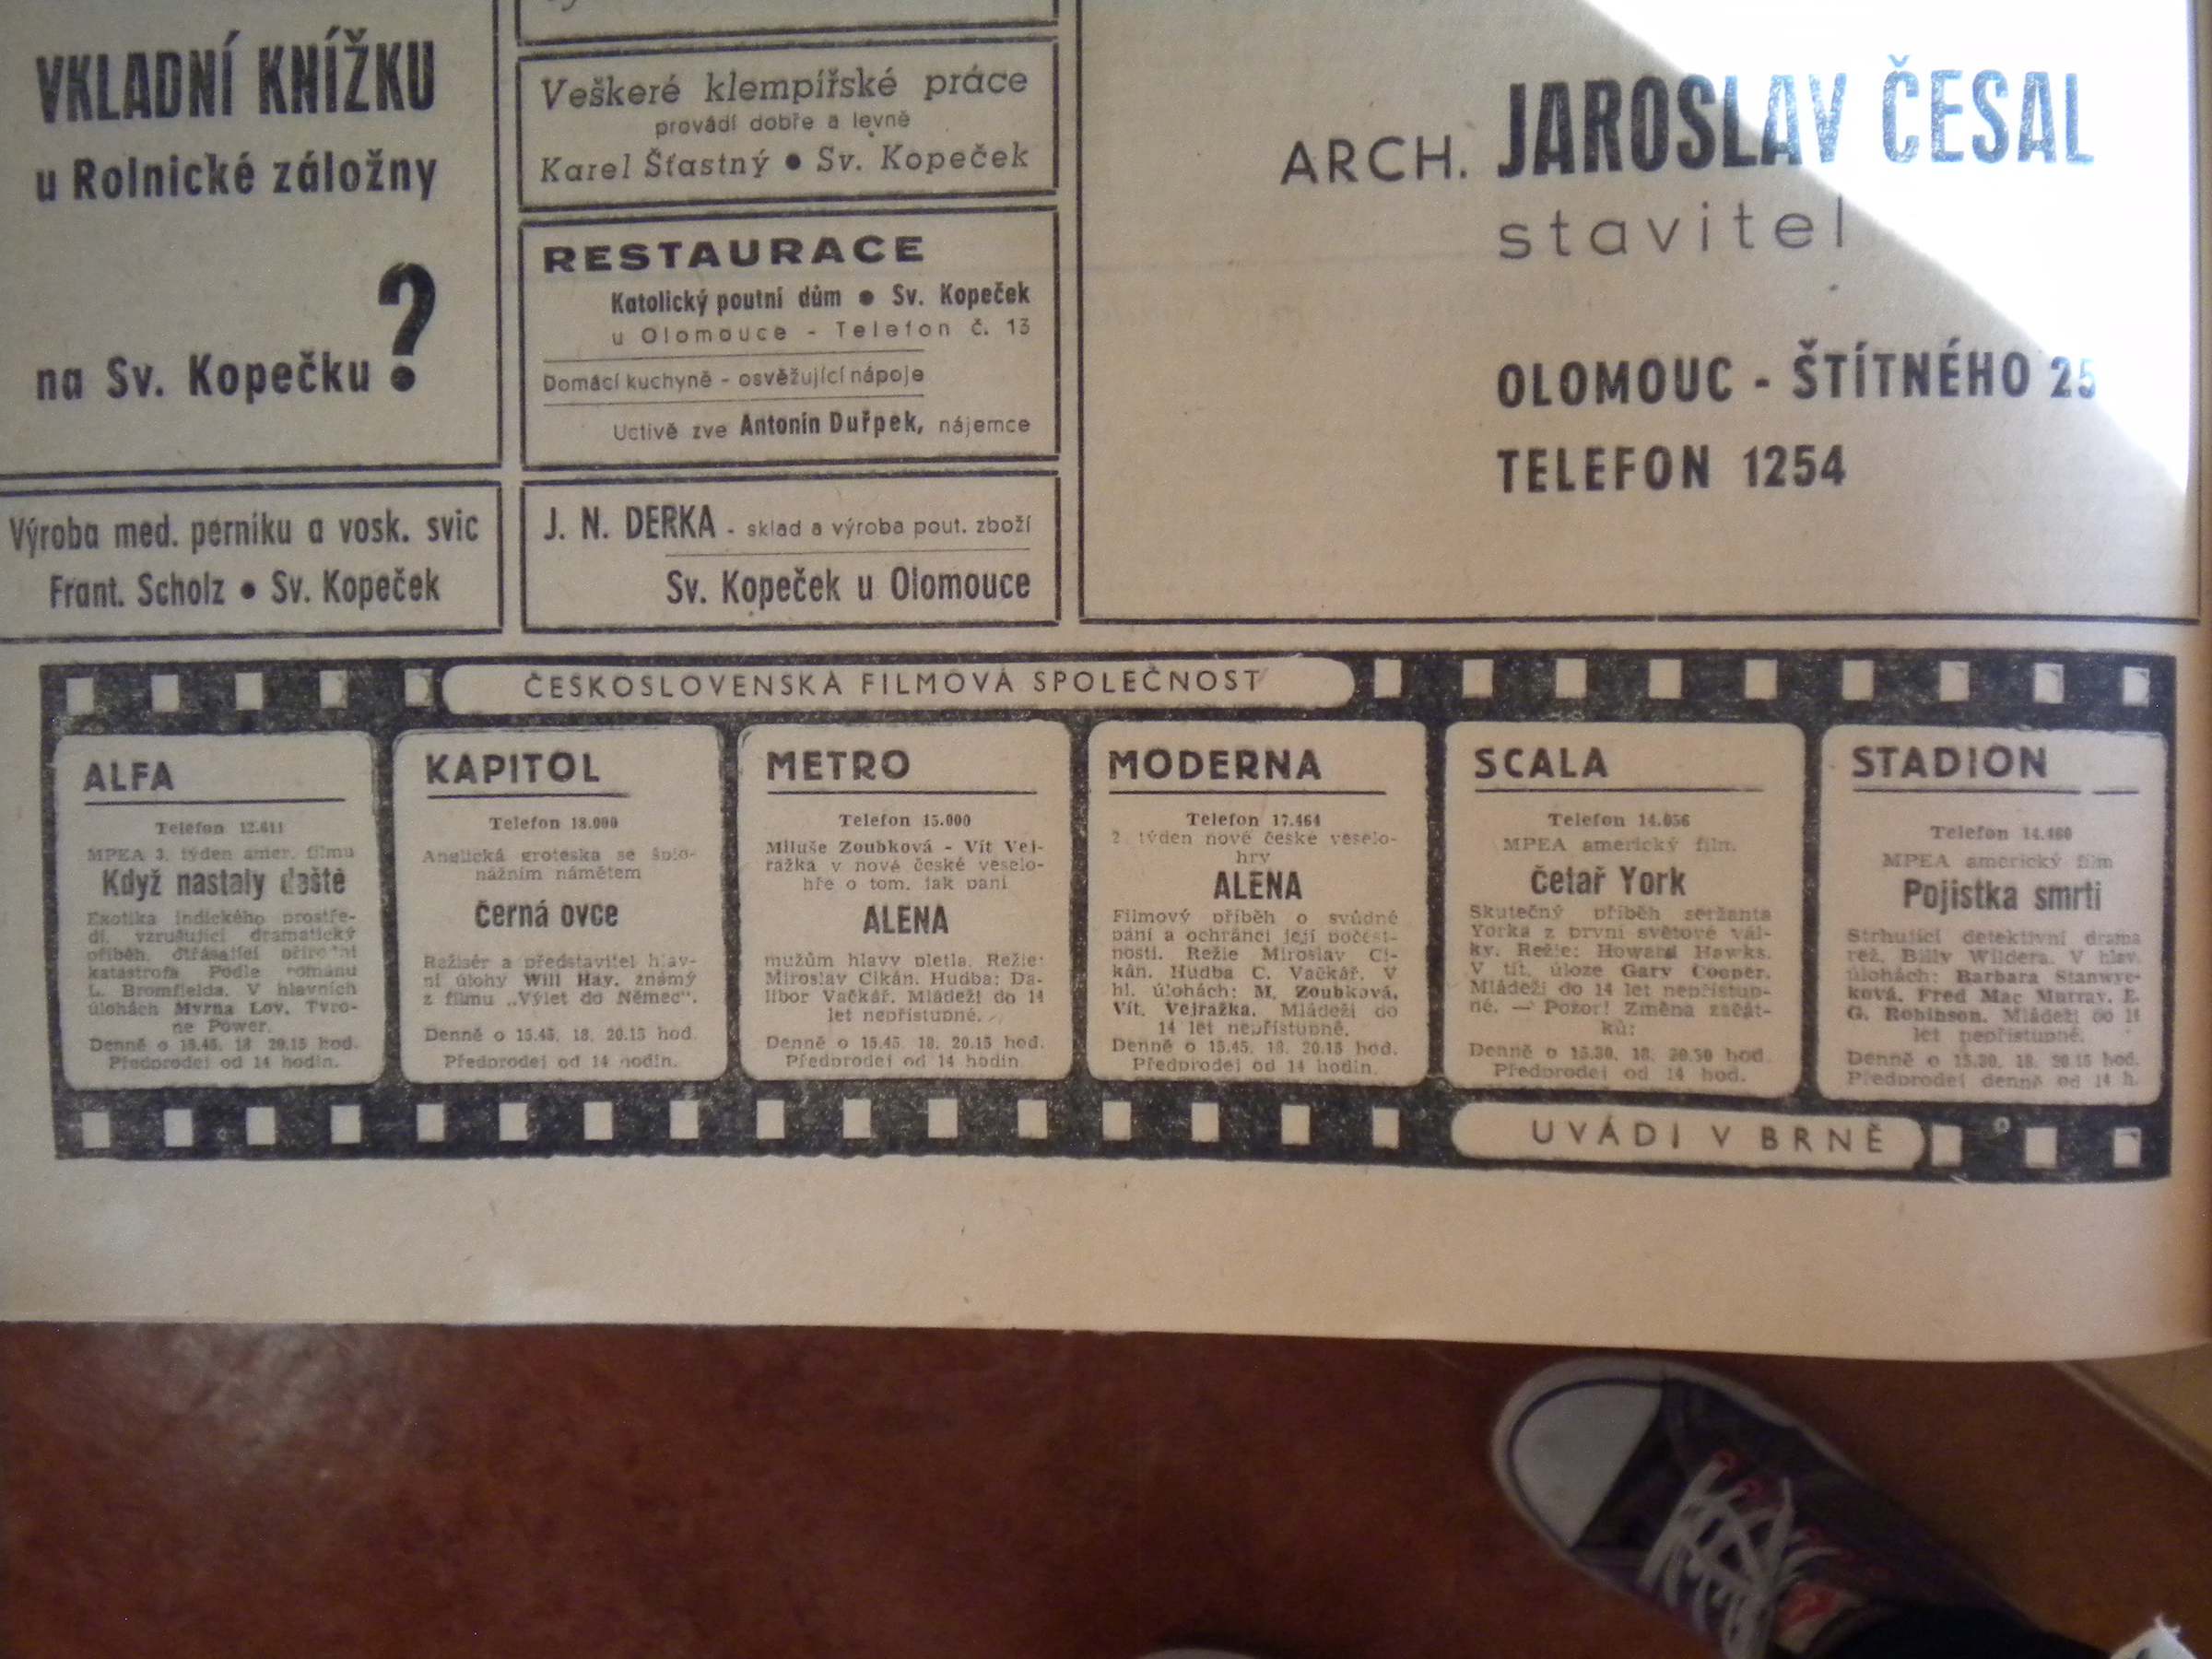 VKLADNÍ KNÍŽKU
u Rolnické záložny
na Sv. Kopečku ?
Výroba med. perníku a vosk. svic
Frant. Scholz • Sv. Kopeček
Veškeré klempířské práce
provádí dobře a levně
Karel Šťastný • Sv. Kopeček
RESTAURACE
Katolický poutní dům • Sv. Kopeček
u Olomouce - Telefon č. 13
Domácí kuchyně - osvěžující nápoje
Uctivě zve Antonín Duřpek, nájemce
J. N. DERKA - sklad a výroba pout. zboží
Sv. Kopeček u Olomouce
ARCH. JAROSLAV ČESAL
stavitel
OLOMOUC - ŠTÍTNÉHO 25
TELEFON 1254
ČESKOSLOVENSKÁ FILMOVÁ SPOLEČNOST
ALFA
Telefon 12.611
MPEA 3. týden amer. filmu
Když nastaly deště
Exotika indického prostře-
dí, vzrušující dramatický
příběh, otřásající přírodní
katastrofa. Podle románu
L. Bromfielda. V hlavních
úlohách Myrna Loy, Tyro-
ne Power.
Denně o 15.45, 18 20.15 hod.
Předprodej od 14 hodin.
KAPITOL
Telefon 18.000
Anglická groteska se špio-
nážním námětem
Černá ovce
Režisér a představitel hlav-
ní úlohy Will Hay, známý
z filmu „Výlet do Němec“.
Denně o 15.45, 18. 20.15 hod.
Předprodej od 14 hodin.
METRO
Telefon 15.000
Miluše Zoubková - Vít Vej-
ražka v nové české veselo-
hře o tom, jak paní
ALENA
mužům hlavy pletla. Režie:
Miroslav Cikán. Hudba: Da-
libor Vačkář. Mládeži do 14
let nepřístupné.
Denně o 15.45, 18. 20.15 hod.
Předprodej od 14 hodin
MODERNA
Telefon 17.464
2. týden nové české veselo-
hry
ALENA
Filmový příběh o svůdné
paní a ochránci její počest-
nosti. Režie Miroslav Ci-
kán. Hudba C. Vačkář. V
hl. úlohách: M. Zoubková,
Vít. Vejražka. Mládeži do
14 let nepřístupné.
Denně o 15.45, 18. 20.15 hod.
Předprodej od 14 hodin.
SCALA
Telefon 14.056
MPEA americký film.
Četař York
Skutečný příběh seržanta
Yorka z první světové vál-
ky. Režie: Howard Hawks.
V tit. úloze Gary Cooper.
Mládeži do 14 let nepřístup-
né. — Pozor! Změna začát-
ků:
Denně o 15.30, 18. 20.30 hod.
Předprodej od 14 hod.
STADION
Telefon 14.460
MPEA americký film
Pojistka smrti
Strhující detektivní drama
rež. Billy Wildera. V hlav.
úlohách: Barbara Stanwyc-
ková, Fred Mac Murray, E.
G. Robinson. Mládeži do 14
let nepřístupné.
Denně o 15.30, 18. 20.15 hod.
Předprodej denně od 14 h.
UVÁDÍ V BRNĚ